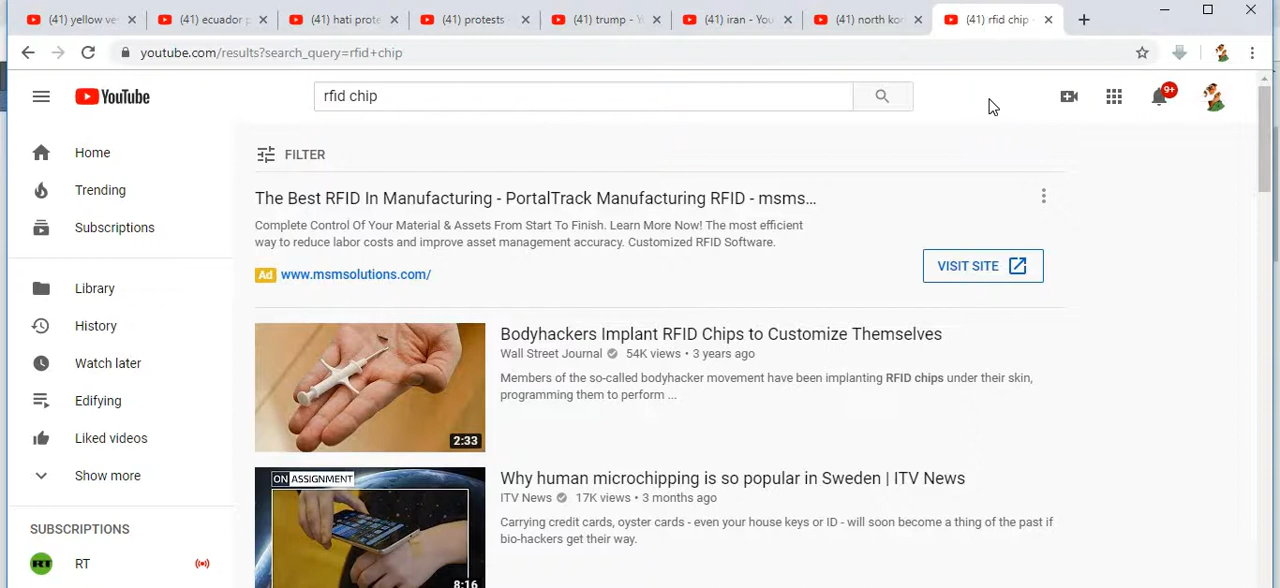 (41) yellow ve
(41) ecuador p
(41) hati prote
(41) protests -
(41) trump - Y
(41) iran - You
(41) north kor
(41) rfid chip -
youtube.com/results?search_query=rfid+chip
YouTube
rfid chip
9+
Home
Trending
Subscriptions
Library
History
Watch later
Edifying
Liked videos
Show more
SUBSCRIPTIONS
RT
RT
FILTER
The Best RFID In Manufacturing - PortalTrack Manufacturing RFID - msms...
Complete Control Of Your Material & Assets From Start To Finish. Learn More Now! The most efficient
way to reduce labor costs and improve asset management accuracy. Customized RFID Software.
Ad www.msmsolutions.com/
VISIT SITE
2:33
Bodyhackers Implant RFID Chips to Customize Themselves
Wall Street Journal 54K views • 3 years ago
Members of the so-called bodyhacker movement have been implanting RFID chips under their skin,
programming them to perform ...
ON ASSIGNMENT
8:16
Why human microchipping is so popular in Sweden | ITV News
ITV News 17K views • 3 months ago
Carrying credit cards, oyster cards - even your house keys or ID - will soon become a thing of the past if
bio-hackers get their way.